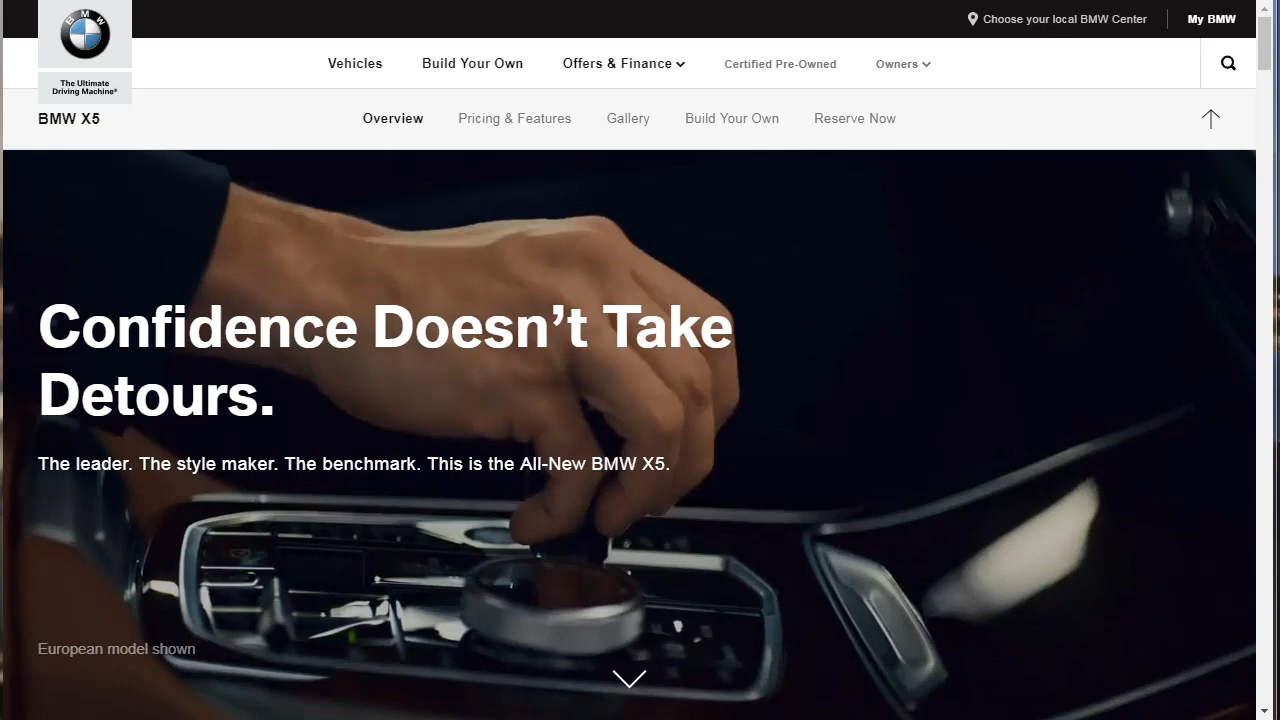 Choose your local BMW Center
My BMW
BMW
The Ultimate
Driving Machine®
Vehicles
Build Your Own
Offers & Finance
Certified Pre-Owned
Owners
BMW X5
Overview
Pricing & Features
Gallery
Build Your Own
Reserve Now
Confidence Doesn’t Take
Detours.
The leader. The style maker. The benchmark. This is the All-New BMW X5.
European model shown